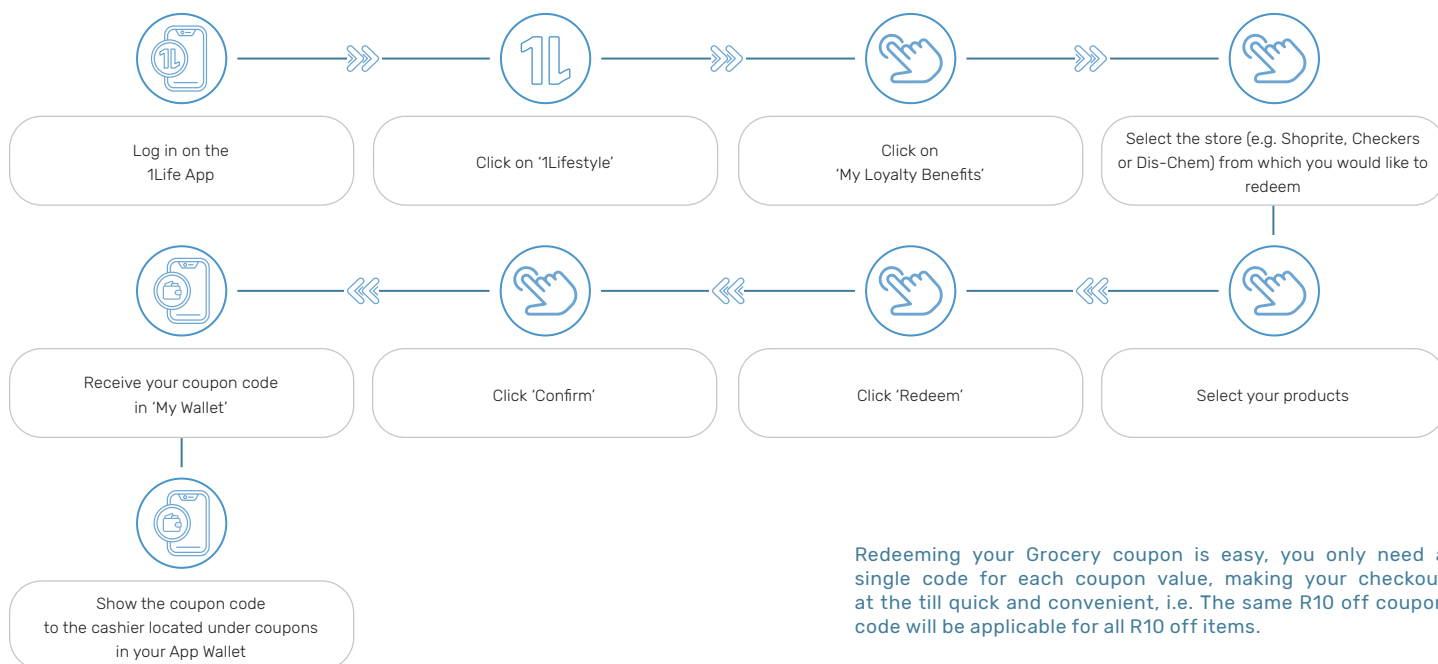 Log in on the
1Life App
Click on ‘1Lifestyle’
Click on
‘My Loyalty Benefits’
Select the store (e.g. Shoprite, Checkers
or Dis-Chem) from which you would like to
redeem
Select your products
Click ‘Redeem’
Click ‘Confirm’
Receive your coupon code
in ‘My Wallet’
Show the coupon code
to the cashier located under coupons
in your App Wallet
Redeeming your Grocery coupon is easy, you only need a
single code for each coupon value, making your checkou
at the till quick and convenient, i.e. The same R10 off coupon
code will be applicable for all R10 off items.